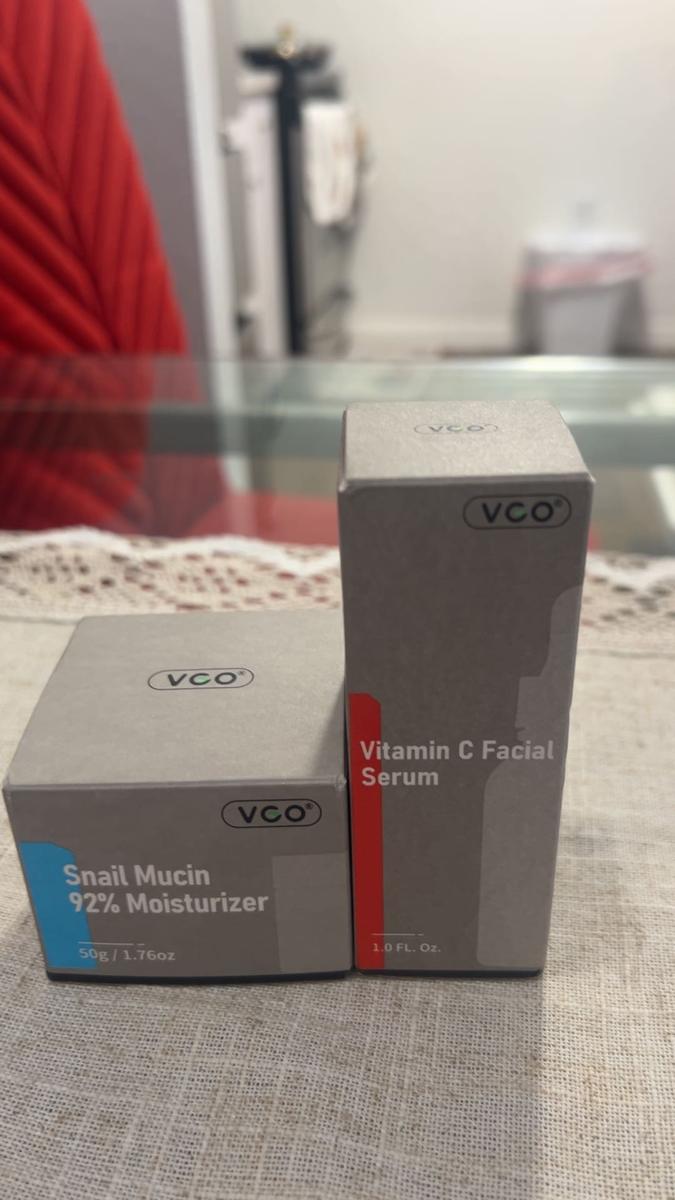 VCO®
VCO®
Snail Mucin
92% Moisturizer
50g / 1.76oz
VCO
VCO®
Vitamin C Facial
Serum
1.0 FL. Oz.